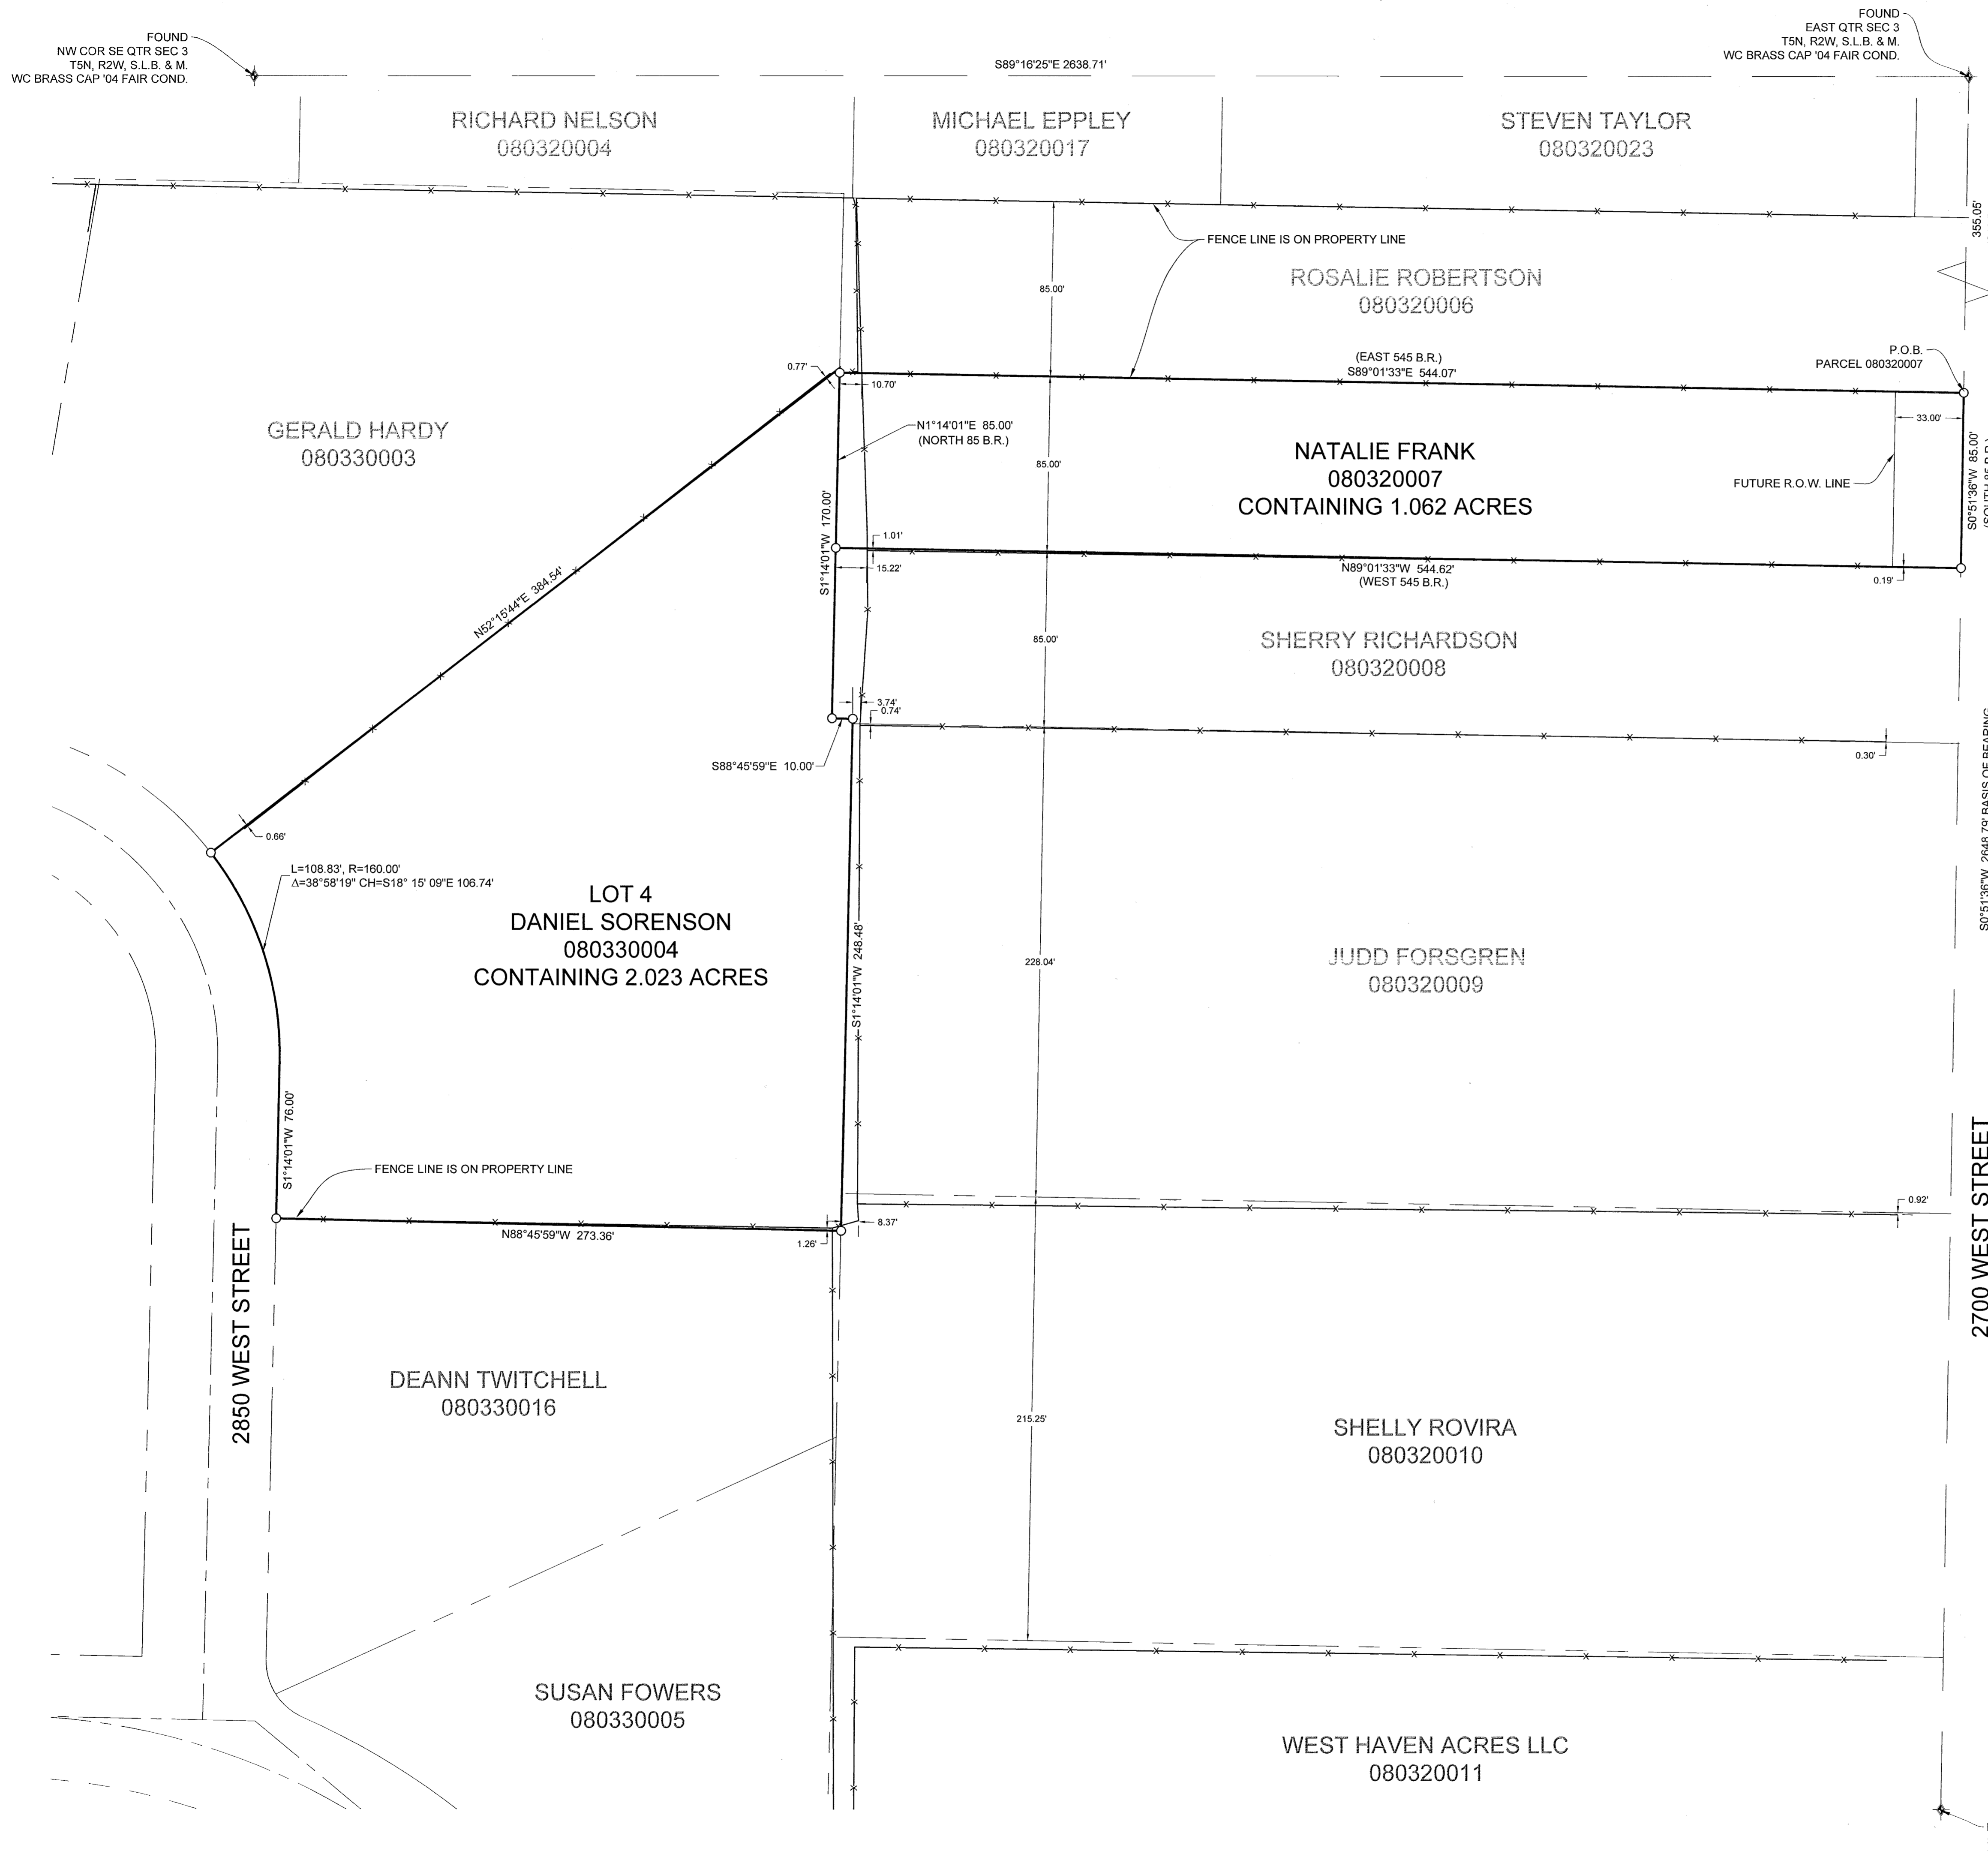 FOUND
NW COR SE QTR SEC 3
T5N, R2W, S.L.B. & M.
WC BRASS CAP '04 FAIR COND.
S89°16'25"E 2638.71'
FOUND
EAST QTR SEC 3
T5N, R2W, S.L.B. & M.
WC BRASS CAP '04 FAIR COND.
RICHARD NELSON
080320004
MICHAEL EPPLEY
080320017
STEVEN TAYLOR
080320023
355.05'
FENCE LINE IS ON PROPERTY LINE
85.00'
ROSALIE ROBERTSON
080320006
(EAST 545 B.R.)
S89°01'33"E 544.07'
P.O.B.
PARCEL 080320007
0.77'
10.70'
33.00'
GERALD HARDY
080330003
N1°14'01"E 85.00'
(NORTH 85 B.R.)
85.00'
NATALIE FRANK
080320007
CONTAINING 1.062 ACRES
FUTURE R.O.W. LINE
S0°51'36"W 85.00'
S1°14'01"W 170.00'
1.01'
15.22'
N89°01'33"W 544.62'
(WEST 545 B.R.)
0.19'
N52°15'44"E 384.54'
85.00'
SHERRY RICHARDSON
080320008
3.74'
0.74'
S88°45'59"E 10.00'
0.30'
S0°51'36"W 2648.79' BASIS OF BEARING
0.66'
L=108.83', R=160.00'
Δ=38°58'19" CH=S18° 15' 09"E 106.74'
LOT 4
DANIEL SORENSON
080330004
CONTAINING 2.023 ACRES
S1°14'01"W 248.48'
228.04'
JUDD FORSGREN
080320009
S1°14'01"W 76.00'
FENCE LINE IS ON PROPERTY LINE
0.92'
8.37'
N88°45'59"W 273.36'
1.26'
2850 WEST STREET
2700 WEST STREET
DEANN TWITCHELL
080330016
215.25'
SHELLY ROVIRA
080320010
SUSAN FOWERS
080330005
WEST HAVEN ACRES LLC
080320011